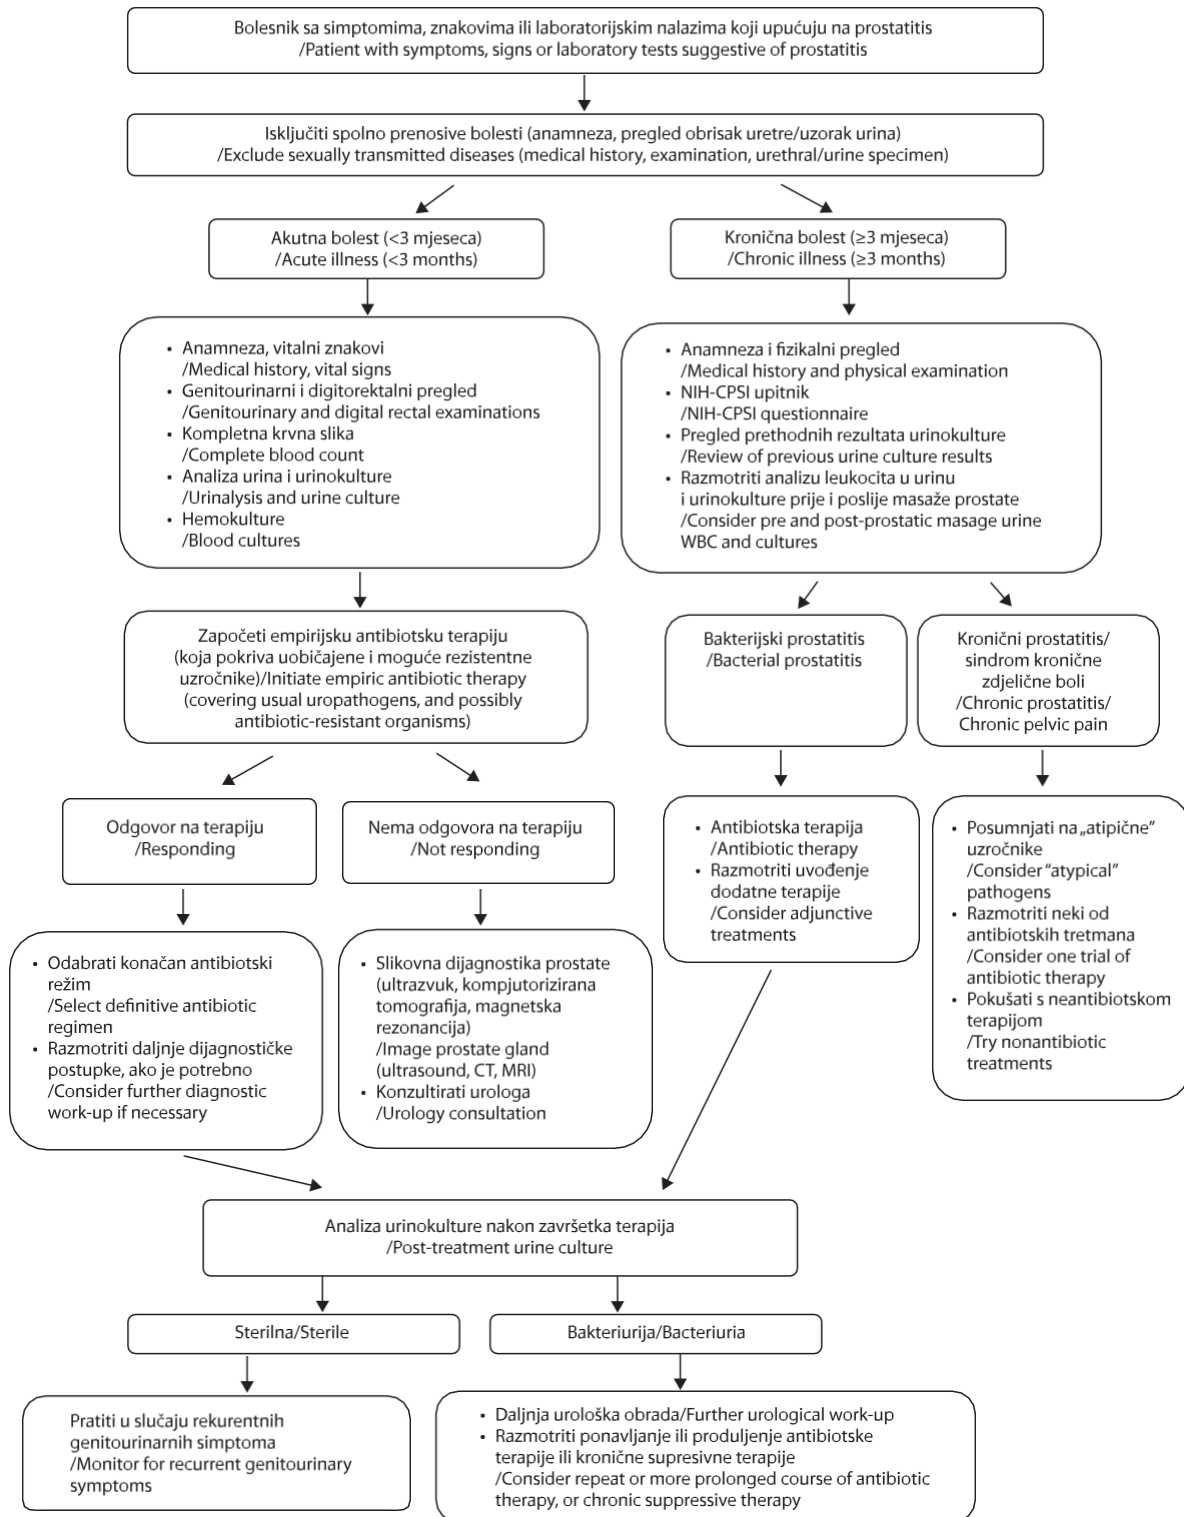 Bolesnik sa simptomima, znakovima ili laboratorijskim nalazima koji upućuju na prostatitis
/Patient with symptoms, signs or laboratory tests suggestive of prostatitis
Isključiti spolno prenosive bolesti (anamneza, pregled obrisak uretre/uzorak urina)
/Exclude sexually transmitted diseases (medical history, examination, urethral/urine specimen)
Akutna bolest (<3 mjeseca)
/Acute illness (<3 months)
Kronična bolest (≥3 mjeseca)
/Chronic illness (≥3 months)
• Anamneza, vitalni znakovi
/Medical history, vital signs
• Genitourinarni i digitorektalni pregled
/Genitourinary and digital rectal examinations
• Kompletna krvna slika
/Complete blood count
• Analiza urina i urinokulture
/Urinalysis and urine culture
• Hemokulture
/Blood cultures
• Anamneza i fizikalni pregled
/Medical history and physical examination
• NIH-CPSI upitnik
/NIH-CPSI questionnaire
• Pregled prethodnih rezultata urinokulture
/Review of previous urine culture results
• Razmotriti analizu leukocita u urinu
i urinokulture prije i poslije masaže prostate
/Consider pre and post-prostatic masage urine
WBC and cultures
Započeti empirijsku antibiotsku terapiju
(koja pokriva uobičajene i moguće rezistentne
uzročnike)/Initiate empiric antibiotic therapy
(covering usual uropathogens, and possibly
antibiotic-resistant organisms)
Bakterijski prostatitis
/Bacterial prostatitis
Kronični prostatitis/
sindrom kronične
zdjelične boli
/Chronic prostatitis/
Chronic pelvic pain
Odgovor na terapiju
/Responding
Nema odgovora na terapiju
/Not responding
• Antibiotska terapija
/Antibiotic therapy
• Razmotriti uvođenje
dodatne terapije
/Consider adjunctive
treatments
• Posumnjati na „atipične”
uzročnike
/Consider “atypical”
pathogens
• Razmotriti neki od
antibiotskih tretmana
/Consider one trial of
antibiotic therapy
• Pokušati s neantibiotskom
terapijom
/Try nonantibiotic
treatments
• Odabrati konačan antibiotski
režim
/Select definitive antibiotic
regimen
• Razmotriti daljnje dijagnostičke
postupke, ako je potrebno
/Consider further diagnostic
work-up if necessary
• Slikovna dijagnostika prostate
(ultrazvuk, kompjutorizirana
tomografija, magnetska
rezonancija)
/Image prostate gland
(ultrasound, CT, MRI)
• Konzultirati urologa
/Urology consultation
Analiza urinokulture nakon završetka terapija
/Post-treatment urine culture
Sterilna/Sterile
Bakteriurija/Bacteriuria
Pratiti u slučaju rekurentnih
genitourinarnih simptoma
/Monitor for recurrent genitourinary
symptoms
• Daljnja urološka obrada/Further urological work-up
• Razmotriti ponavljanje ili produljenje antibiotske
terapije ili kronične supresivne terapije
/Consider repeat or more prolonged course of antibiotic
therapy, or chronic suppressive therapy